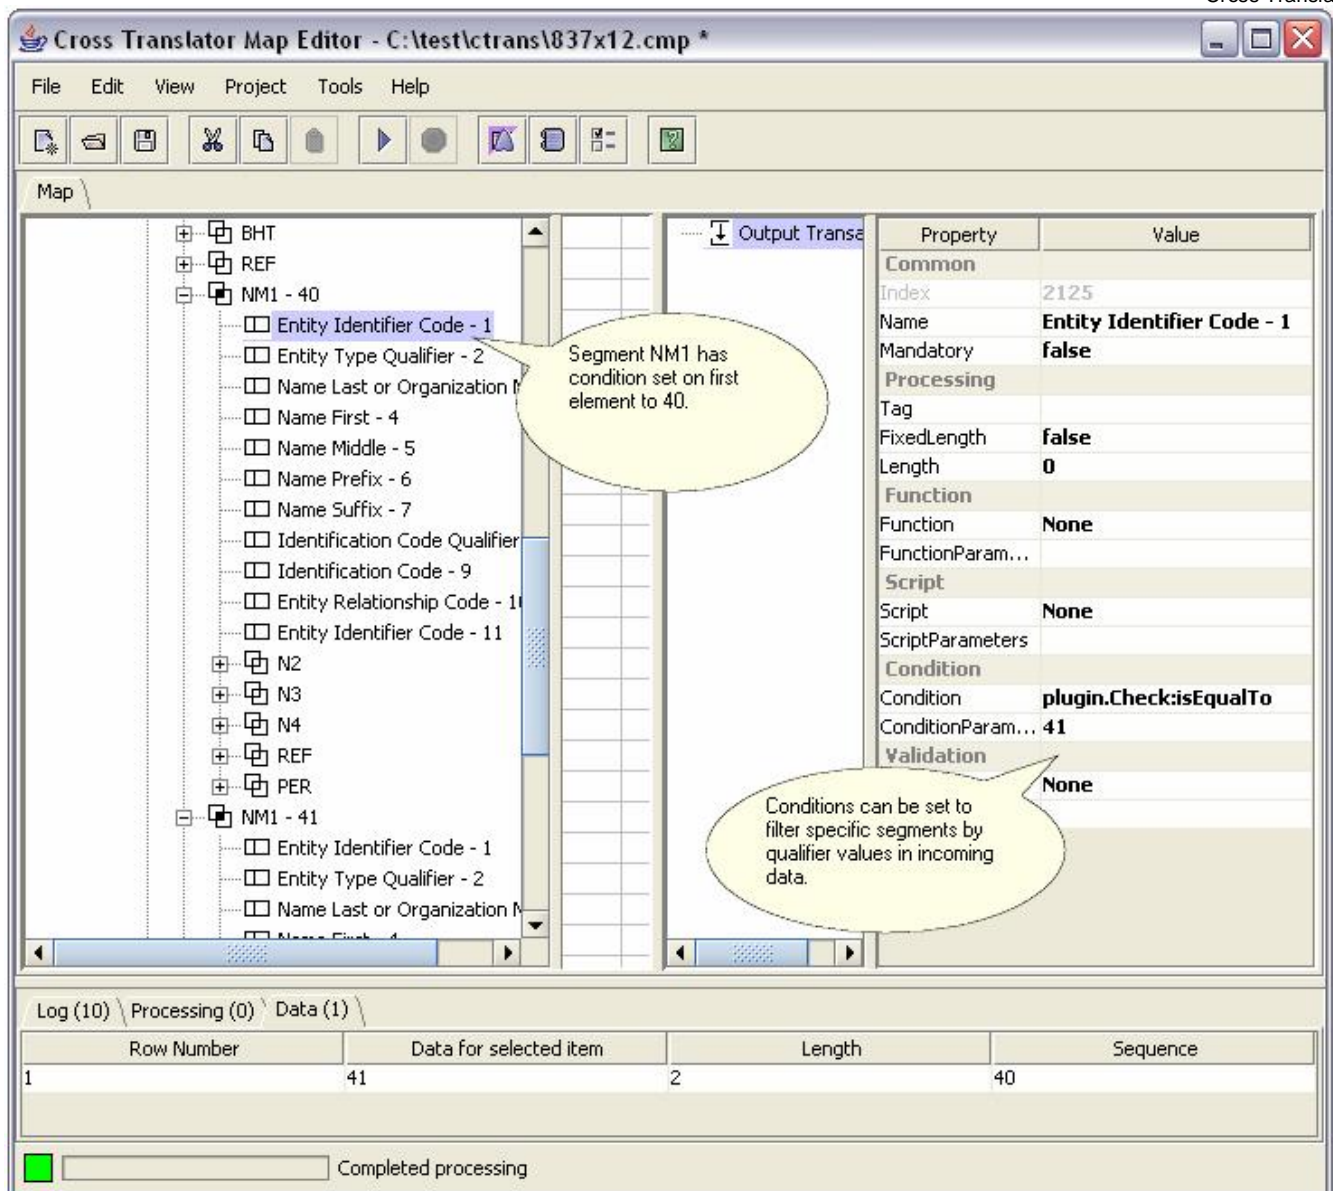 Cross Transla
Cross Translator Map Editor - C:\test\ctrans\837x12.cmp *
File Edit View Project Tools Help
Map
BHT
REF
NM1 - 40
Entity Identifier Code - 1
Entity Type Qualifier - 2
Name Last or Organization N
Name First - 4
Name Middle - 5
Name Prefix - 6
Name Suffix - 7
Identification Code Qualifier
Identification Code - 9
Entity Relationship Code - 1
Entity Identifier Code - 11
N2
N3
N4
REF
PER
NM1 - 41
Entity Identifier Code - 1
Entity Type Qualifier - 2
Name Last or Organization N
Name First - 4
Segment NM1 has
condition set on first
element to 40.
Output Transa
Property Value
Common
Index 2125
Name Entity Identifier Code - 1
Mandatory false
Processing
Tag
FixedLength false
Length 0
Function
Function None
FunctionParam...
Script
Script None
ScriptParameters
Condition
Condition plugin.Check:isEqualTo
ConditionParam... 41
Validation
None
Conditions can be set to
filter specific segments by
qualifier values in incoming
data.
Log (10) Processing (0) Data (1)
Row Number Data for selected item Length Sequence
1 41 2 40
Completed processing